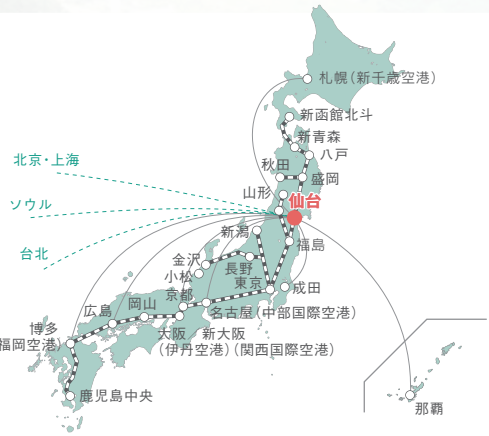 札幌（新千歳空港）
新函館北斗
新青森
八戸
秋田
盛岡
北京・上海
山形
仙台
ソウル
新潟
福島
台北
金沢
長野
小松
東京
成田
京都
岡山
名古屋（中部国際空港）
広島
博多
大阪
新大阪
福岡空港）
（伊丹空港）（関西国際空港）
鹿児島中央
那覇